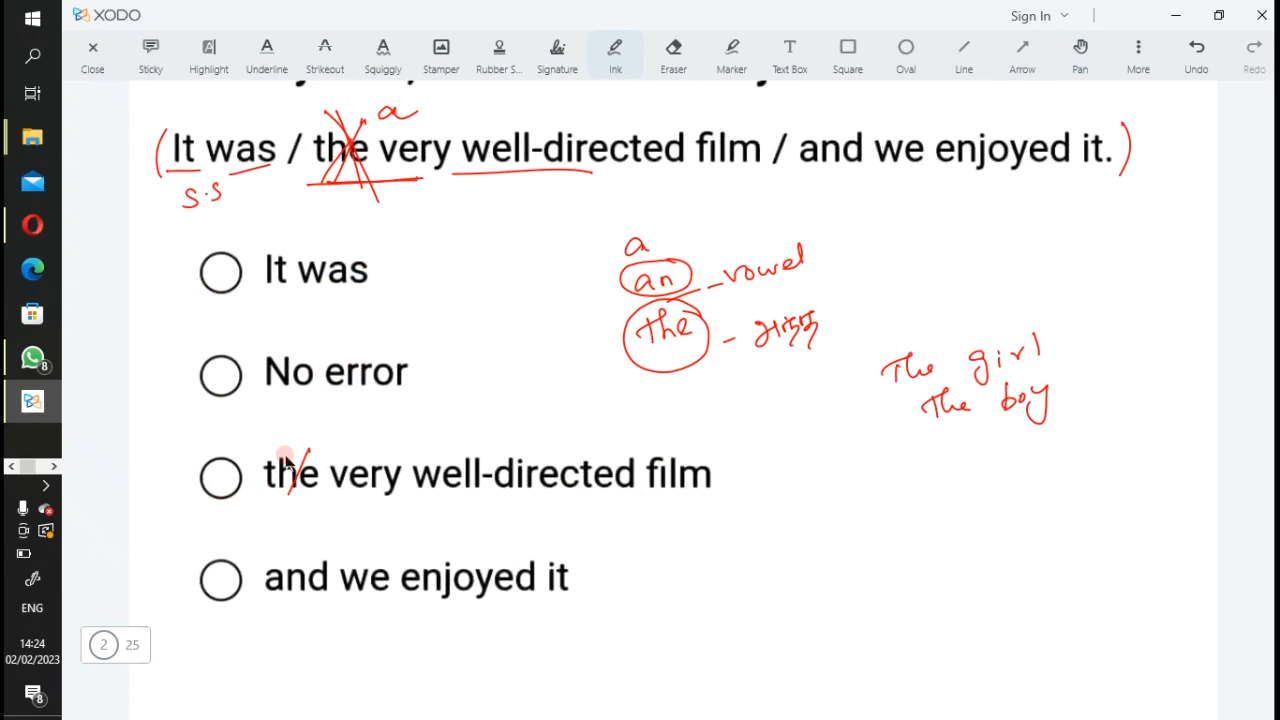 XODO
Sign In
Close Sticky Highlight Underline Strikeout Squiggly Stamper Rubber S... Signature Ink Eraser Marker Text Box Square Oval Line Arrow Pan More Undo Redo
a
(It was / the very well-directed film / and we enjoyed it.)
S.S
It was
a
an - vowel
the -
No error
The girl
The boy
the very well-directed film
and we enjoyed it
2 25
8
ENG
14:24
02/02/2023
8